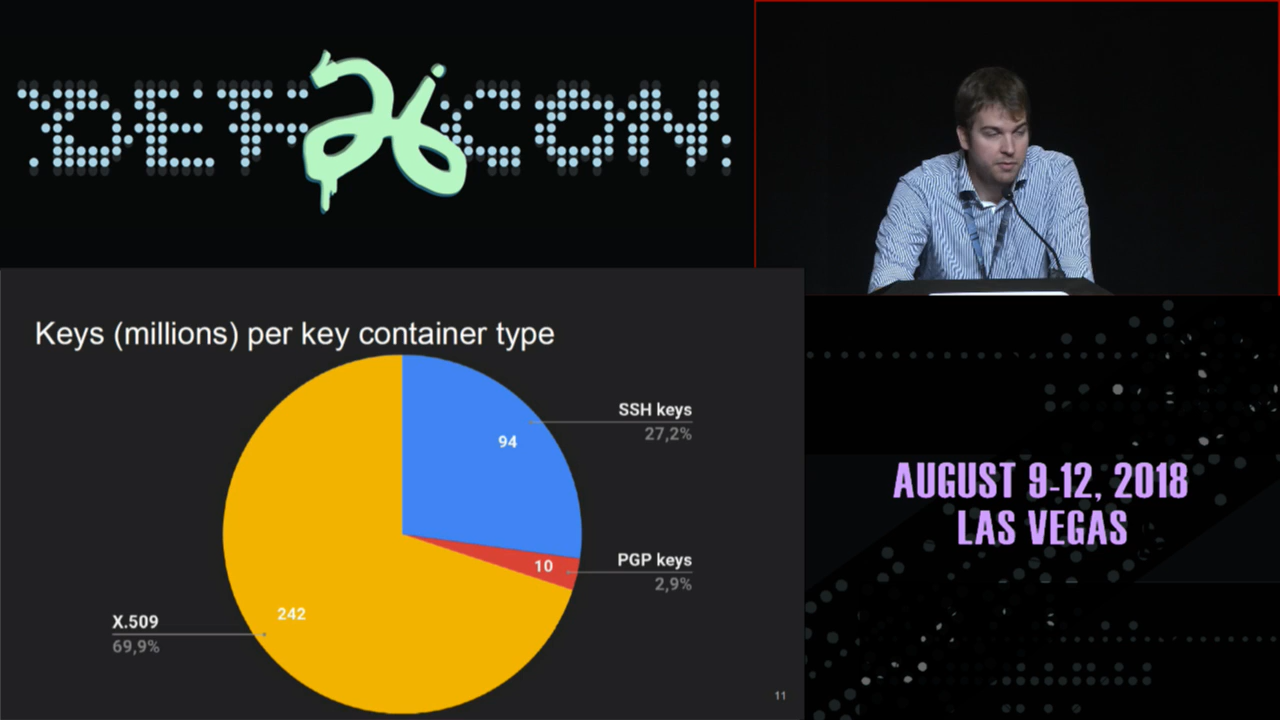 DEF 26 CON
Keys (millions) per key container type
SSH keys
27,2%
94
PGP keys
2,9%
10
242
X.509
69,9%
11
AUGUST 9-12, 2018
LAS VEGAS